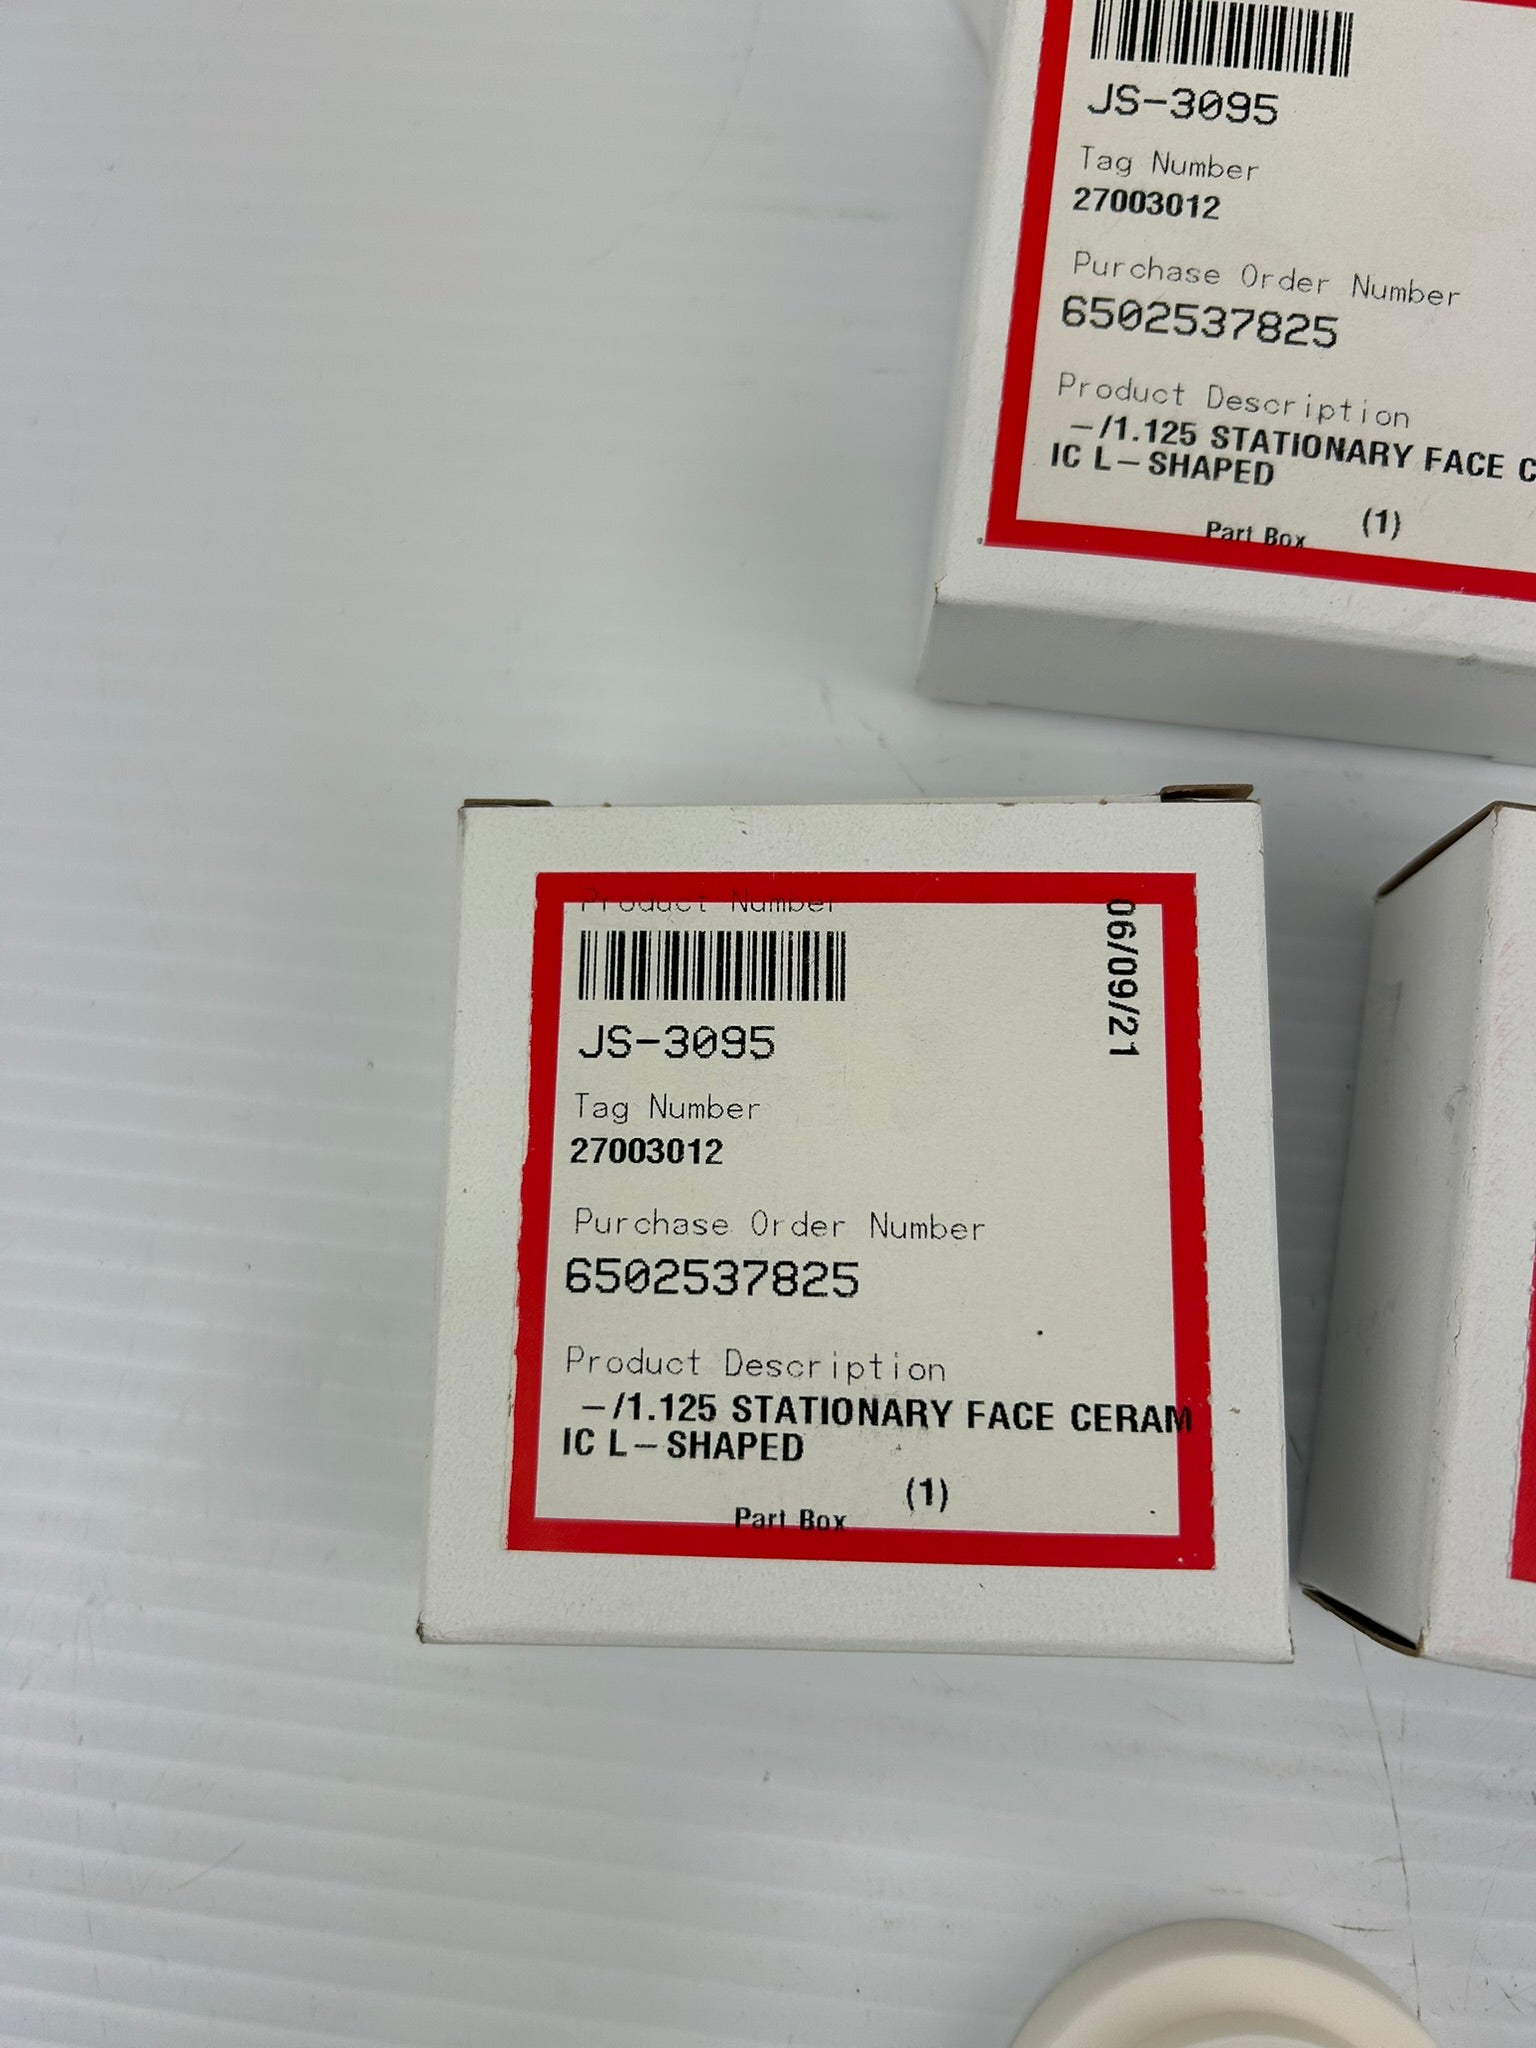 JS-3095
Tag Number
27003012
Purchase Order Number
6502537825
Product Description
-/1.125 STATIONARY FACE C
IC L-SHAPED
(1)
Part Box
Product Number
06/09/21
JS-3095
Tag Number
27003012
Purchase Order Number
6502537825
Product Description
-/1.125 STATIONARY FACE CERAM
IC L-SHAPED
(1)
Part Box